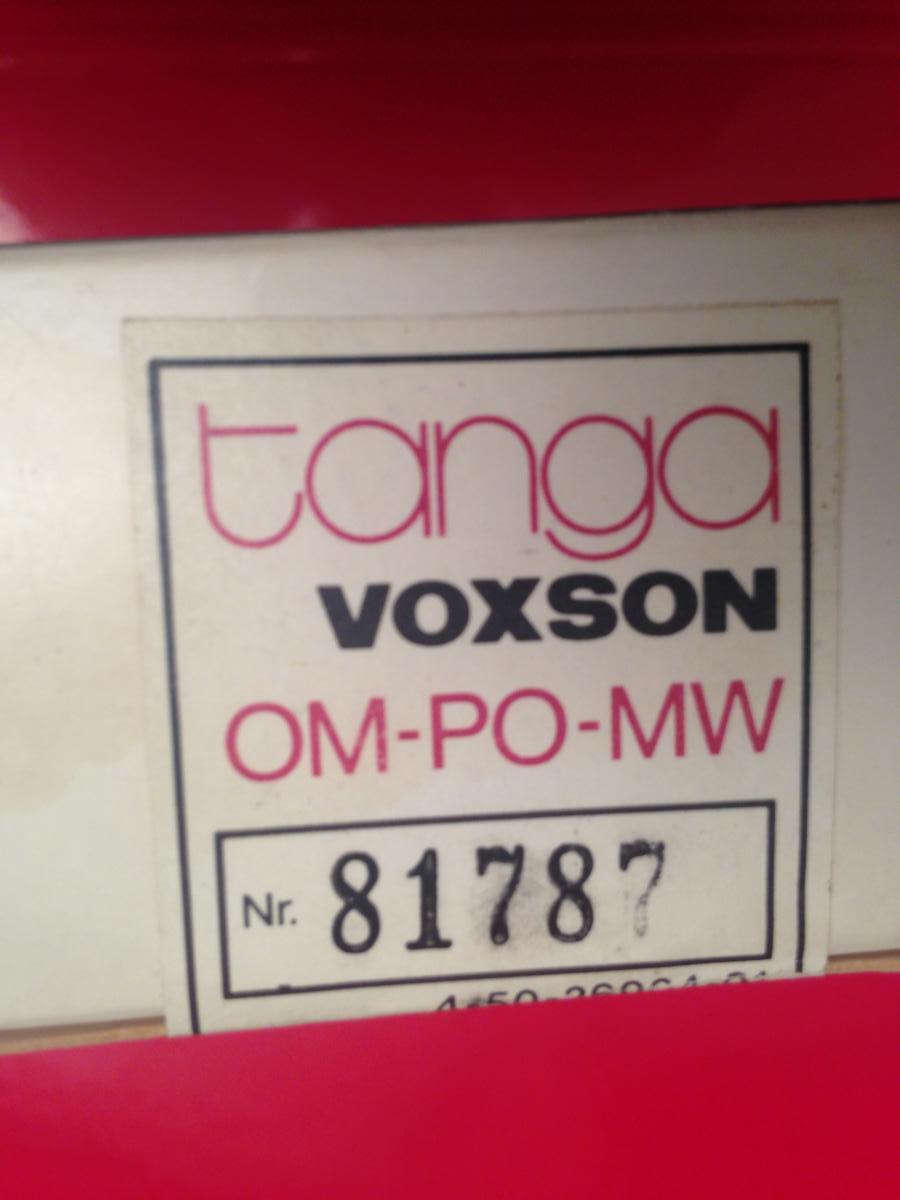 tanga
VOXSON
OM-PO-MW
Nr. 81787